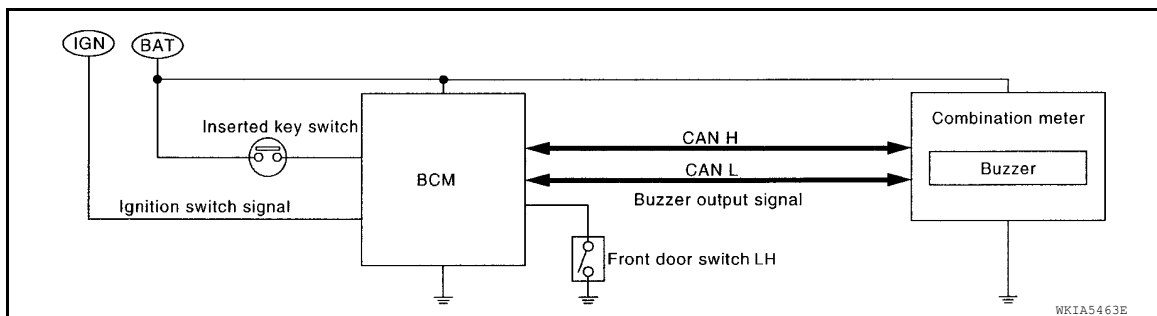 IGN
BAT
Inserted key switch
Ignition switch signal
BCM
CAN H
CAN L
Buzzer output signal
Front door switch LH
Combination meter
Buzzer
WKIA5463E